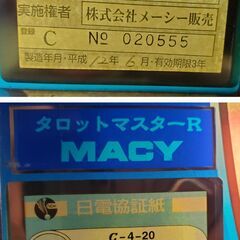 実施権者 株式会社メーシー販売
登録 C № 020555
製造年月・平成12年6月・有効期限3年
タロットマスターR
MACY
日電協証紙
G-4-20